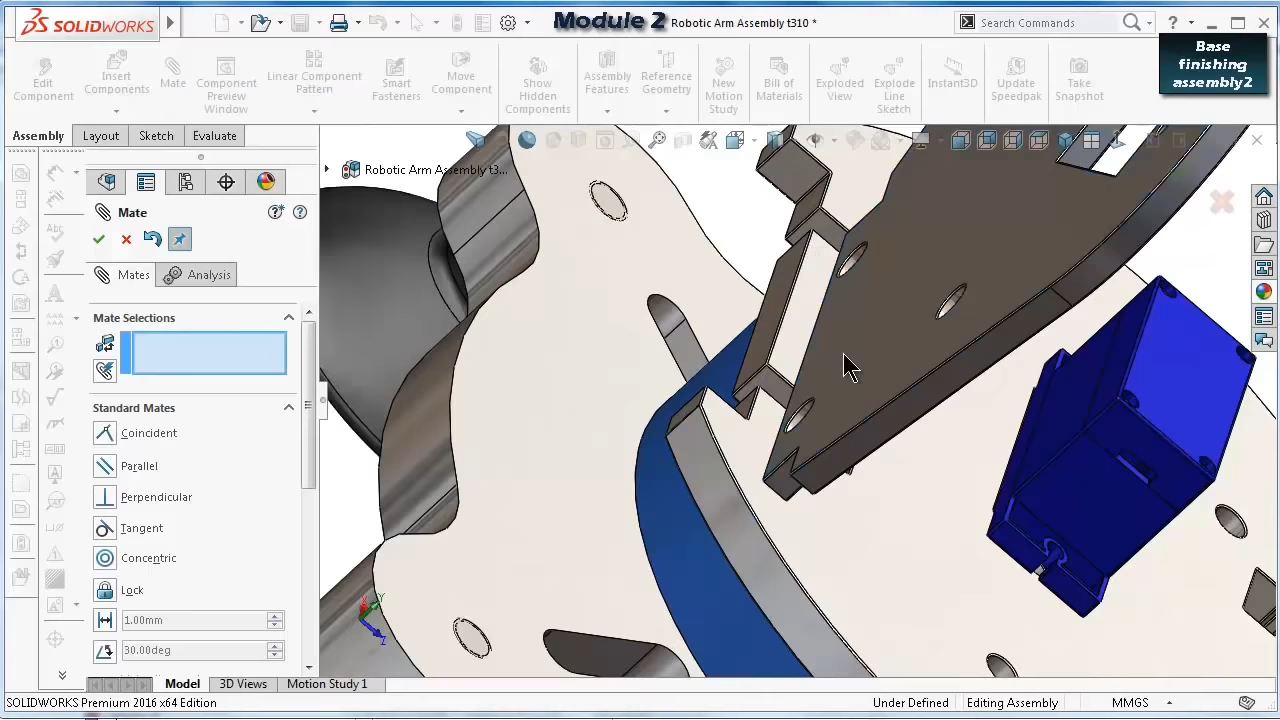 SOLIDWORKS
Module 2
Robotic Arm Assembly t310 *
Search Commands
?
Base
finishing
assembly2
Edit
Component
Insert
Components
Mate
Component
Preview
Window
Linear Component
Pattern
Smart
Fasteners
Move
Component
Show
Hidden
Components
Assembly
Features
Reference
Geometry
New
Motion
Study
Bill of
Materials
Exploded
View
Explode
Line
Sketch
Instant3D
Update
Speedpak
Take
Snapshot
Assembly
Layout
Sketch
Evaluate
Robotic Arm Assembly t3...
Mate
Mates
Analysis
Mate Selections
Standard Mates
Coincident
Parallel
Perpendicular
Tangent
Concentric
Lock
1.00mm
30.00deg
Y
Z
Model
3D Views
Motion Study 1
SOLIDWORKS Premium 2016 x64 Edition
Under Defined
Editing Assembly
MMGS